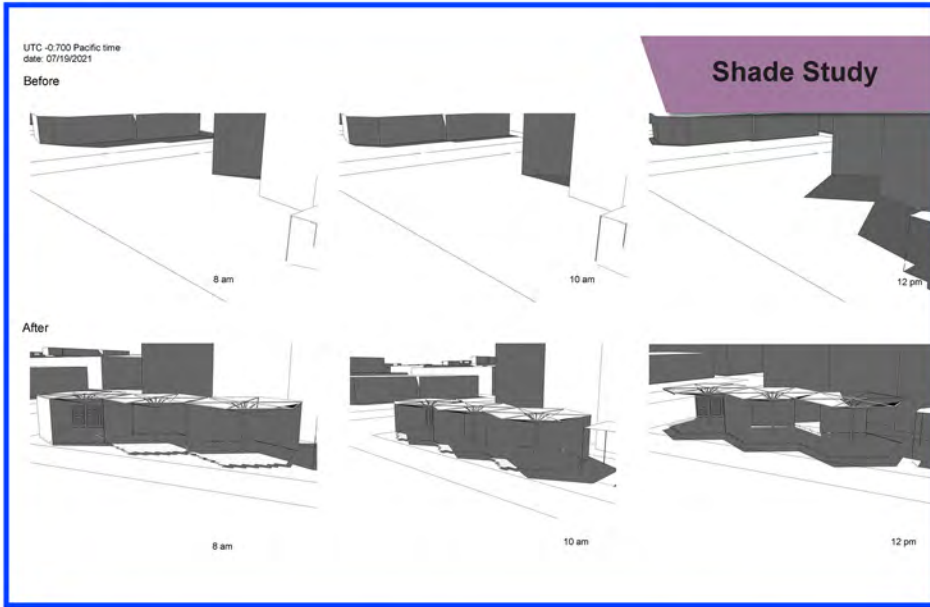 UTC -0:700 Pacific time
date: 07/19/2021
Shade Study
Before
8 am
10 am
12 pm
After
8 am
10 am
12 pm